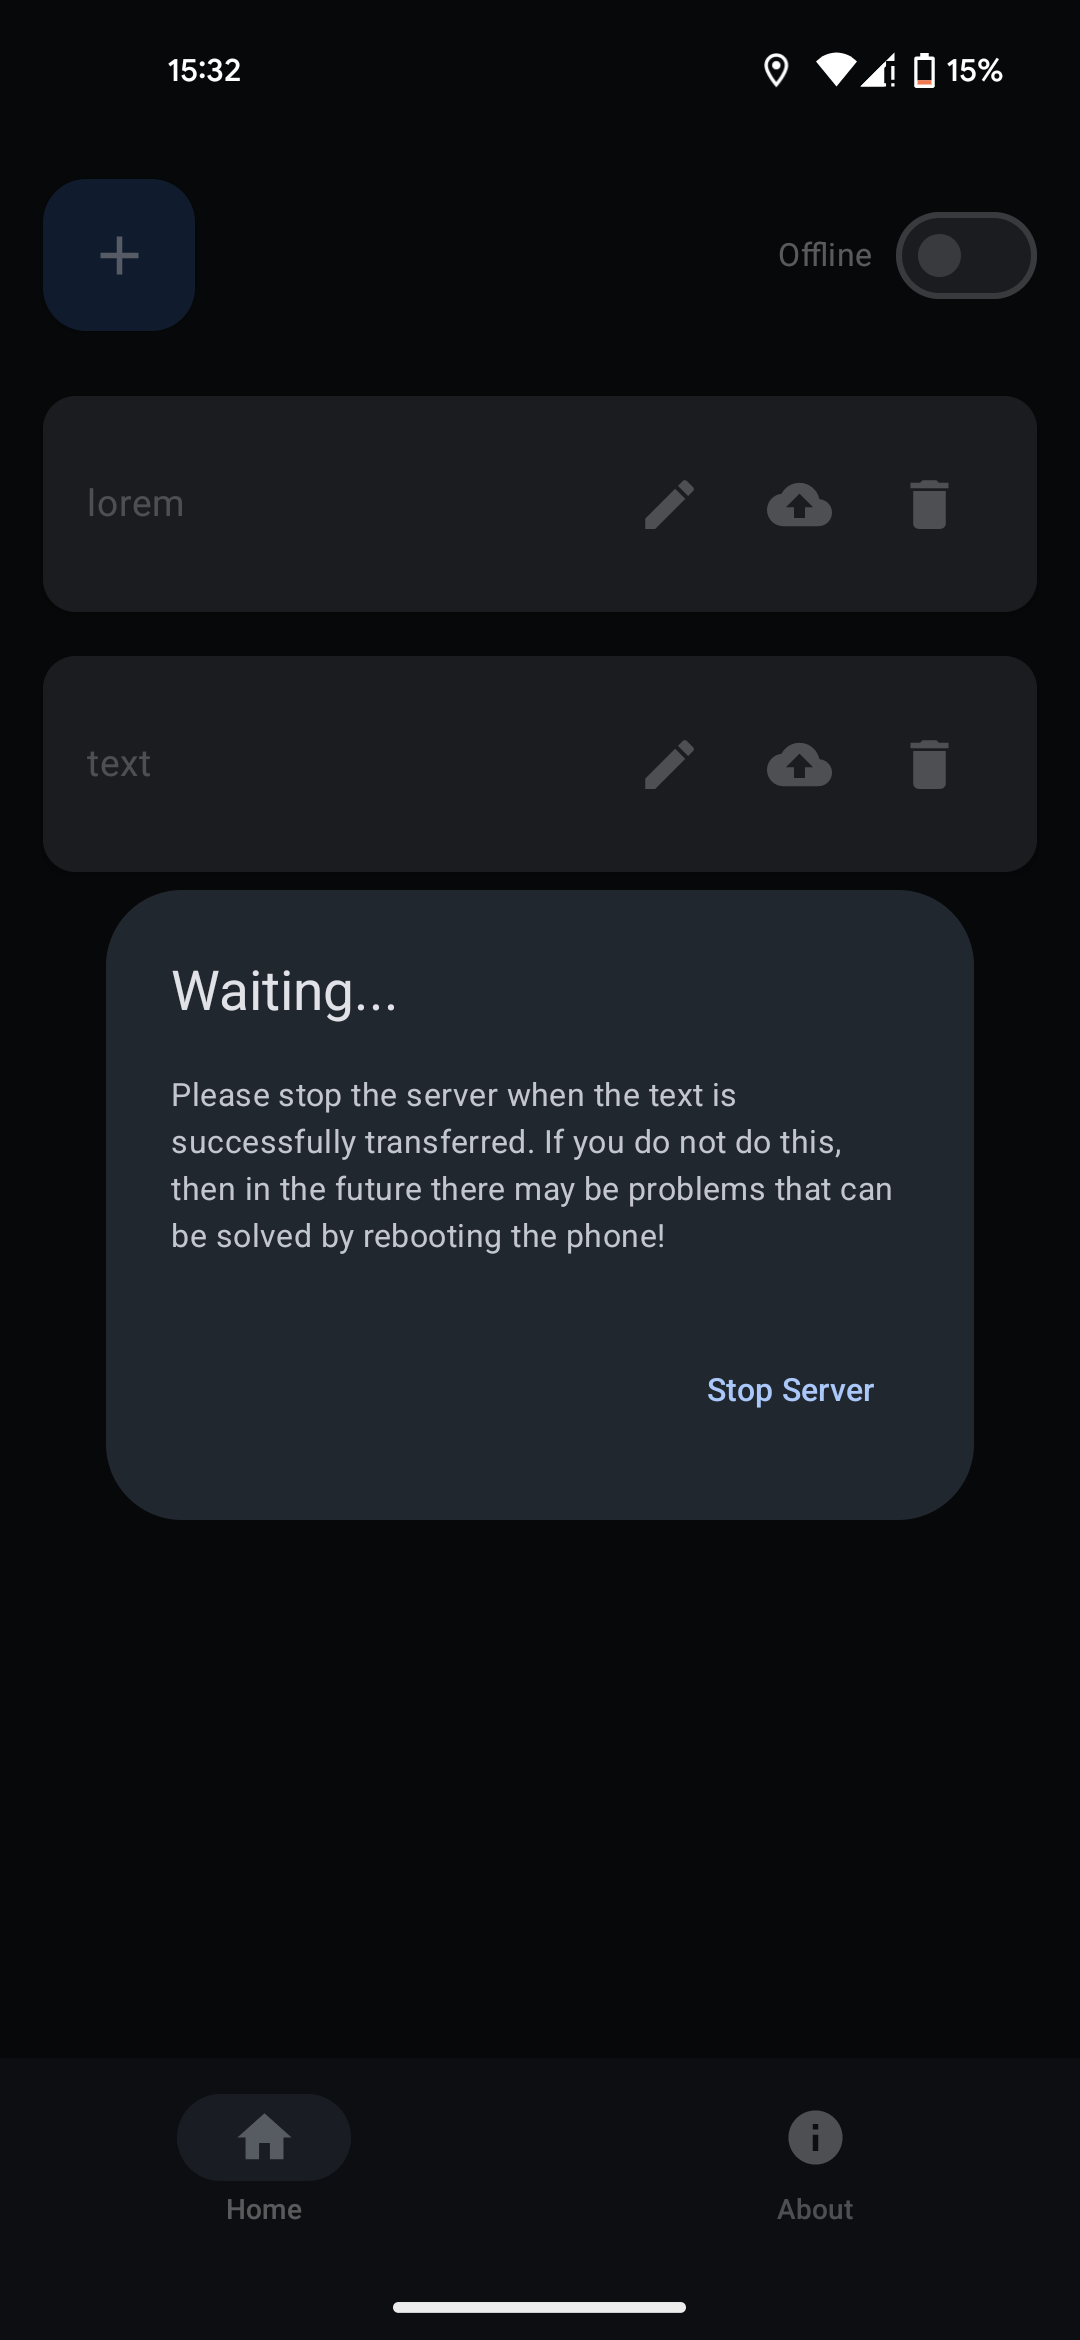 15:32
15%
Offline
lorem
text
Waiting...
Please stop the server when the text is
successfully transferred. If you do not do this,
then in the future there may be problems that can
be solved by rebooting the phone!
Stop Server
Home
About